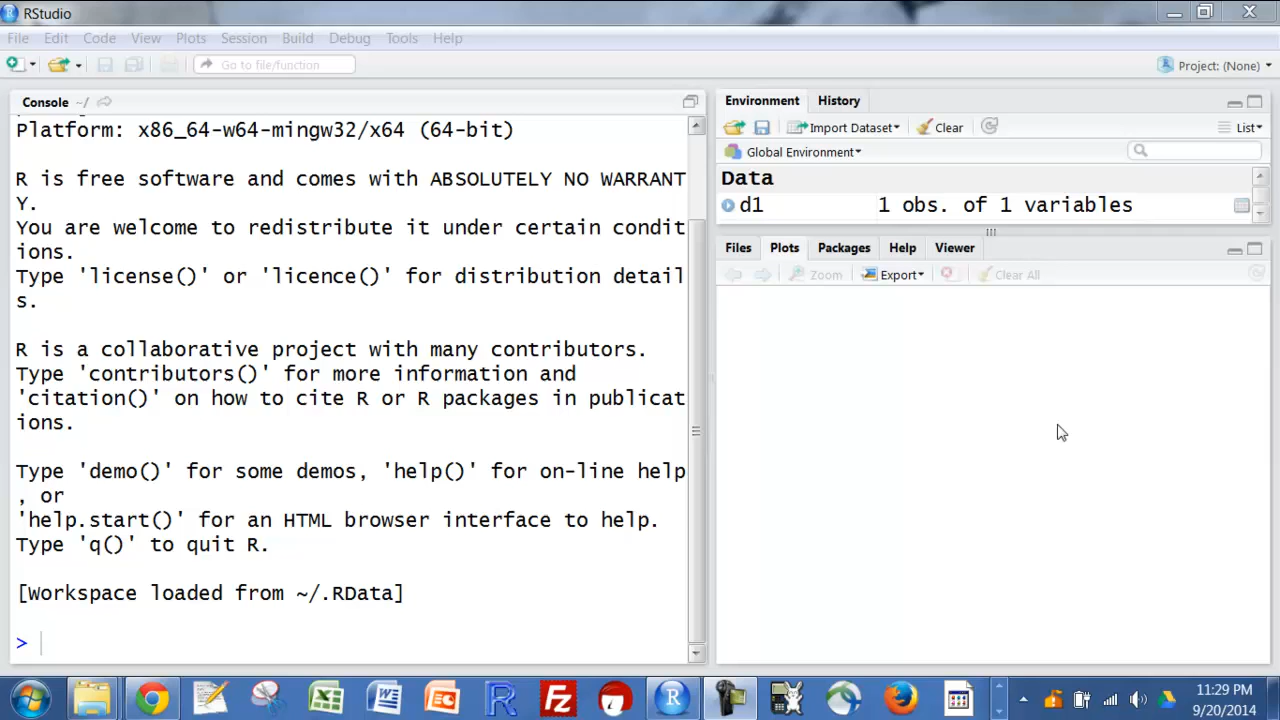 RStudio
File Edit Code View Plots Session Build Debug Tools Help
Go to file/function
Project: (None)
Console ~/
Platform: x86_64-w64-mingw32/x64 (64-bit)
R is free software and comes with ABSOLUTELY NO WARRANT
Y.
You are welcome to redistribute it under certain condit
ions.
Type 'license()' or 'licence()' for distribution detail
s.
R is a collaborative project with many contributors.
Type 'contributors()' for more information and
'citation()' on how to cite R or R packages in publicat
ions.
Type 'demo()' for some demos, 'help()' for on-line help
, or
'help.start()' for an HTML browser interface to help.
Type 'q()' to quit R.
[Workspace loaded from ~/.RData]
>
Environment History
Import Dataset Clear List
Global Environment
Data
d1 1 obs. of 1 variables
Files Plots Packages Help Viewer
Zoom Export Clear All
11:29 PM
9/20/2014